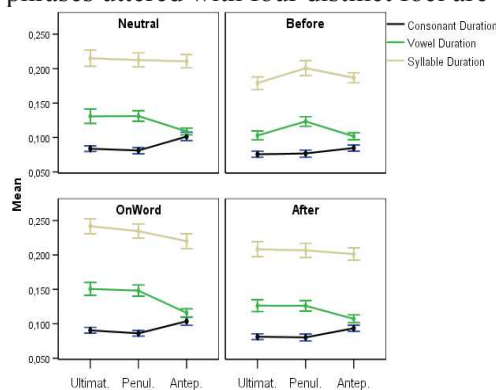 phrases uttered with four distinct foci are
Neutral
Before
Consonant Duration
Vowel Duration
Syllable Duration
0,250
0,200
0,150
0,100
0,050
Mean
OnWord
After
0,250
0,200
0,150
0,100
0,050
Ultimat. Penul. Antep.
Ultimat. Penul. Antep.